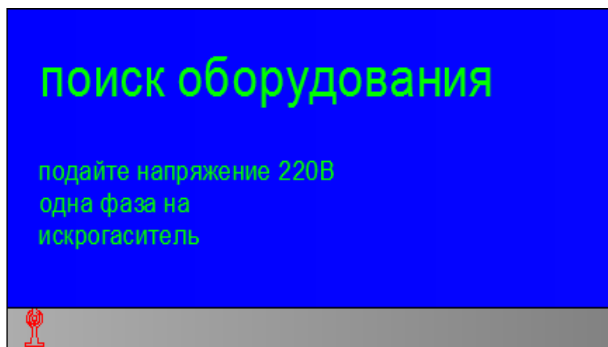 поиск оборудования
подайте напряжение 220В
одна фаза на
искрогаситель